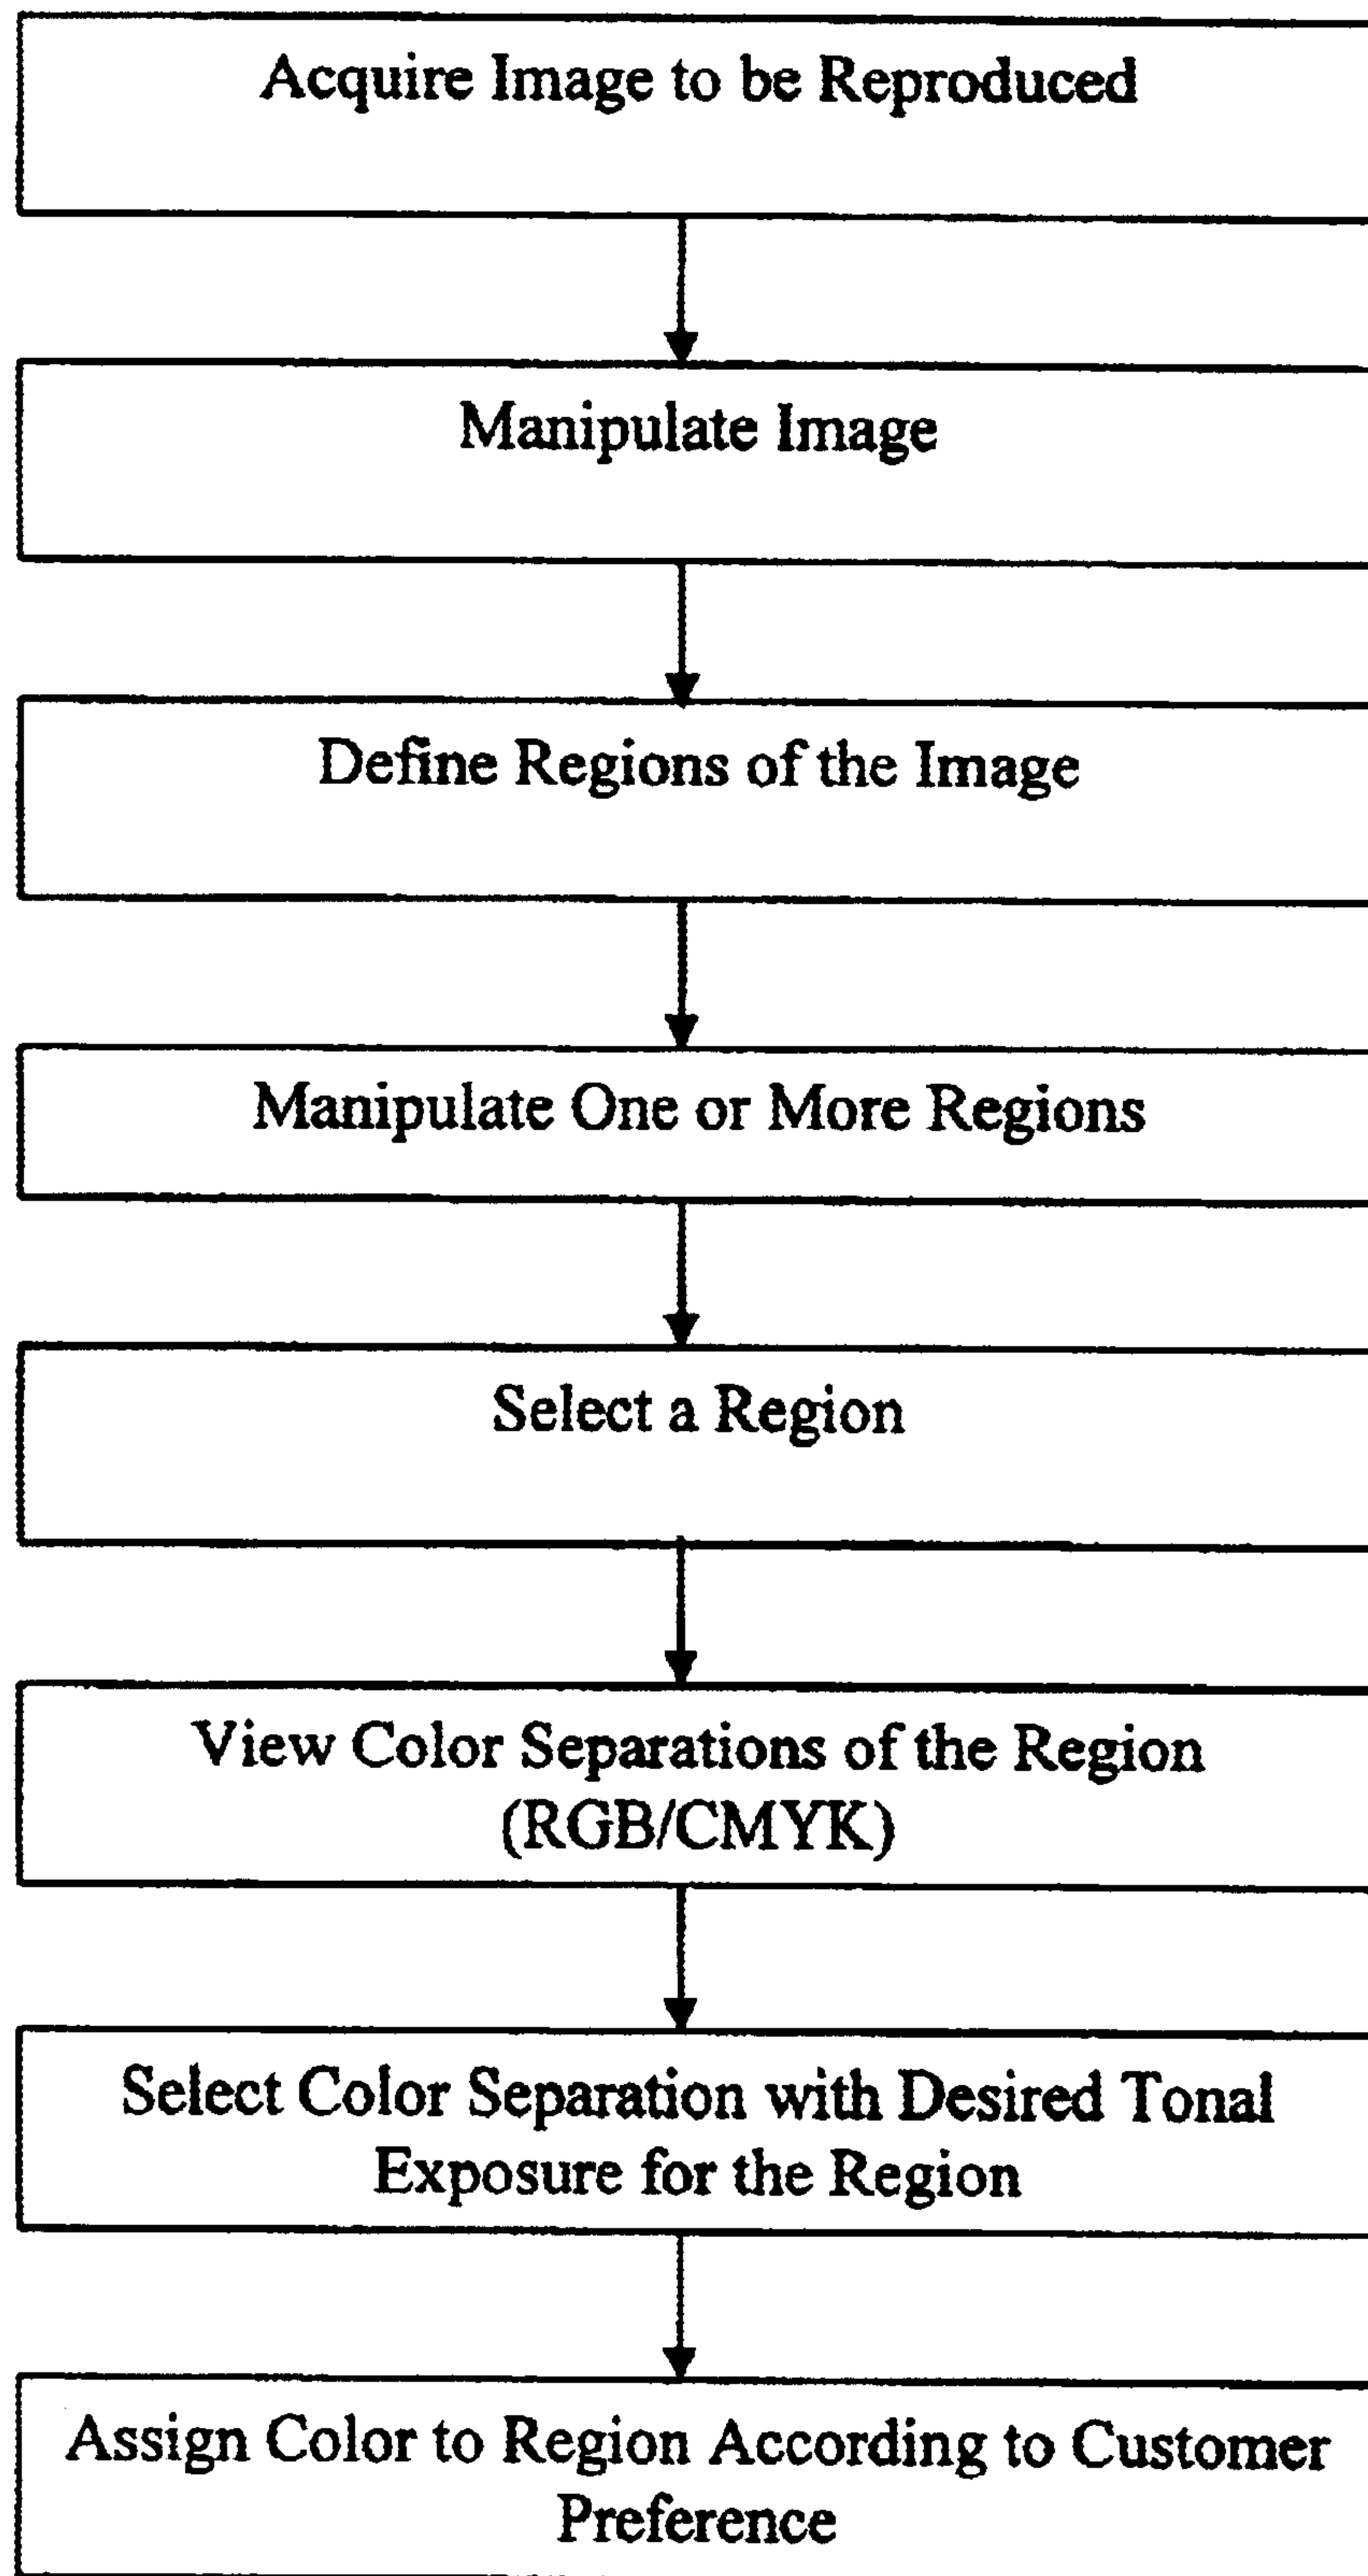 Acquire Image to be Reproduced
Manipulate Image
Define Regions of the Image
Manipulate One or More Regions
Select a Region
View Color Separations of the Region
(RGB/CMYK)
Select Color Separation with Desired Tonal
Exposure for the Region
Assign Color to Region According to Customer
Preference